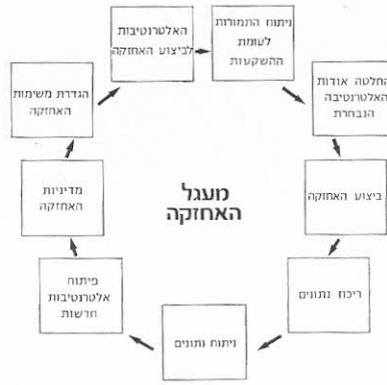 האלטרנטיבות
לביצוע האחזקה
ניתוח התמורות
לעומת
ההשקעות
החלטה אודות
האלטרנטיבה
הנבחרת
ביצוע האחזקה
ריכוז נתונים
ניתוח נתונים
פיתוח
אלטרנטיבות
חדשות
מדיניות
האחזקה
הגדרת משימות
האחזקה
מעגל
האחזקה